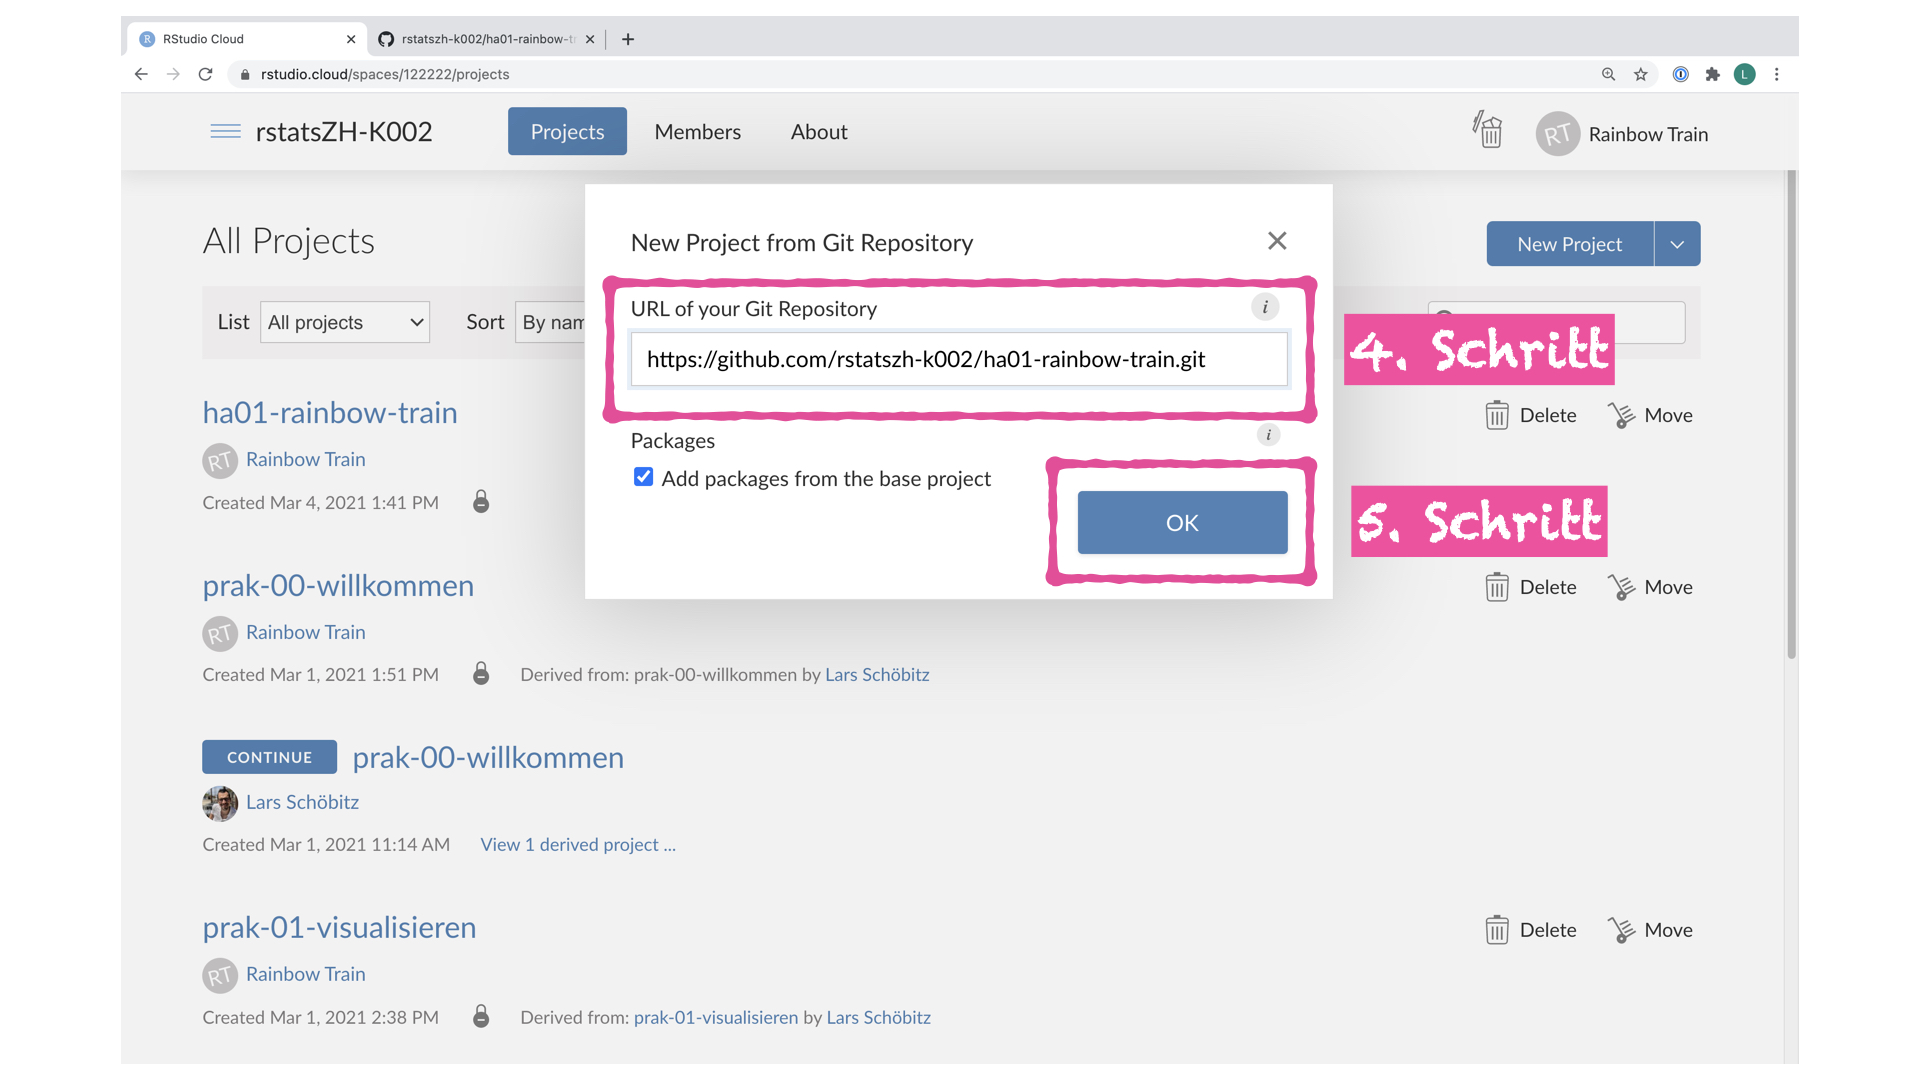 RStudio Cloud
rstatszh-k002/ha01-rainbow-t
rstudio.cloud/spaces/122222/projects
L
rstatsZH-K002
Projects
Members
About
RT
Rainbow Train
All Projects
New Project
List
All projects
Sort
By nam
New Project from Git Repository
URL of your Git Repository
i
https://github.com/rstatszh-k002/ha01-rainbow-train.git
4. Schritt
Packages
i
Add packages from the base project
OK
5. Schritt
ha01-rainbow-train
Delete
Move
RT
Rainbow Train
Created Mar 4, 2021 1:41 PM
prak-00-willkommen
Delete
Move
RT
Rainbow Train
Created Mar 1, 2021 1:51 PM
Derived from: prak-00-willkommen by Lars Schöbitz
CONTINUE
prak-00-willkommen
Lars Schöbitz
Created Mar 1, 2021 11:14 AM
View 1 derived project ...
prak-01-visualisieren
Delete
Move
RT
Rainbow Train
Created Mar 1, 2021 2:38 PM
Derived from: prak-01-visualisieren by Lars Schöbitz